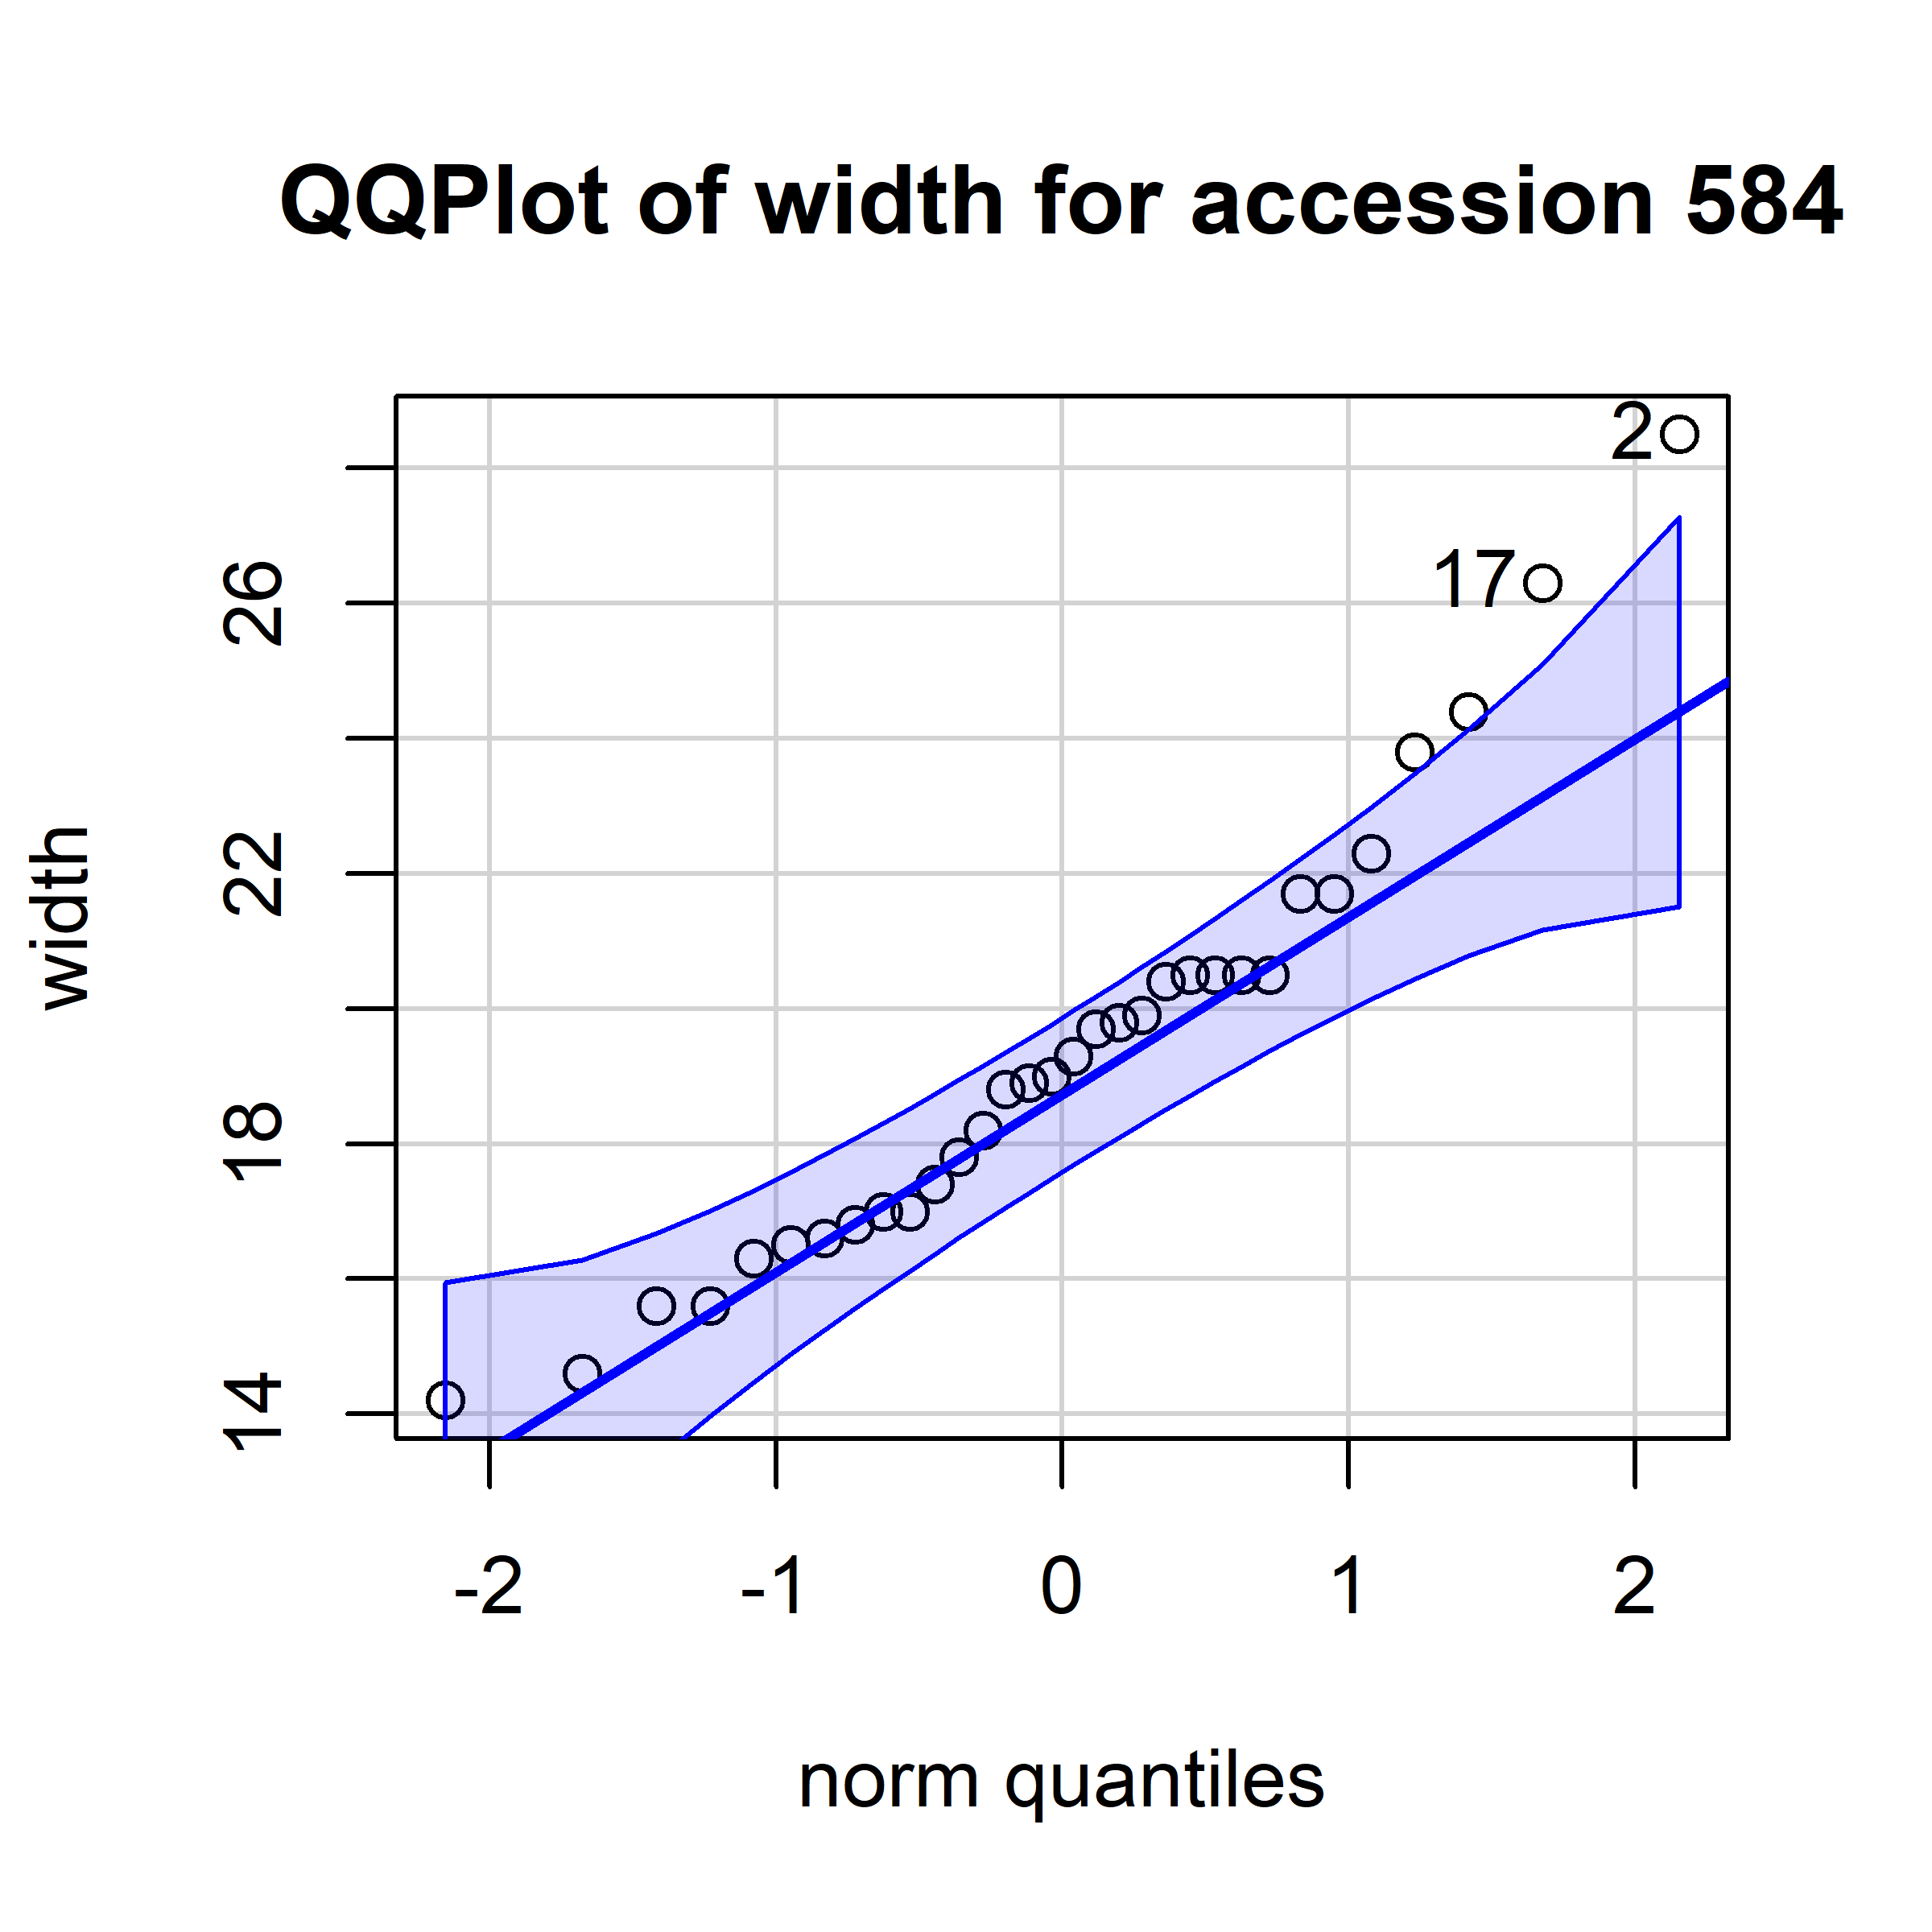 QQPlot of width for accession 584
2
17
26
22
18
14
width
-2 -1 0 1 2
norm quantiles